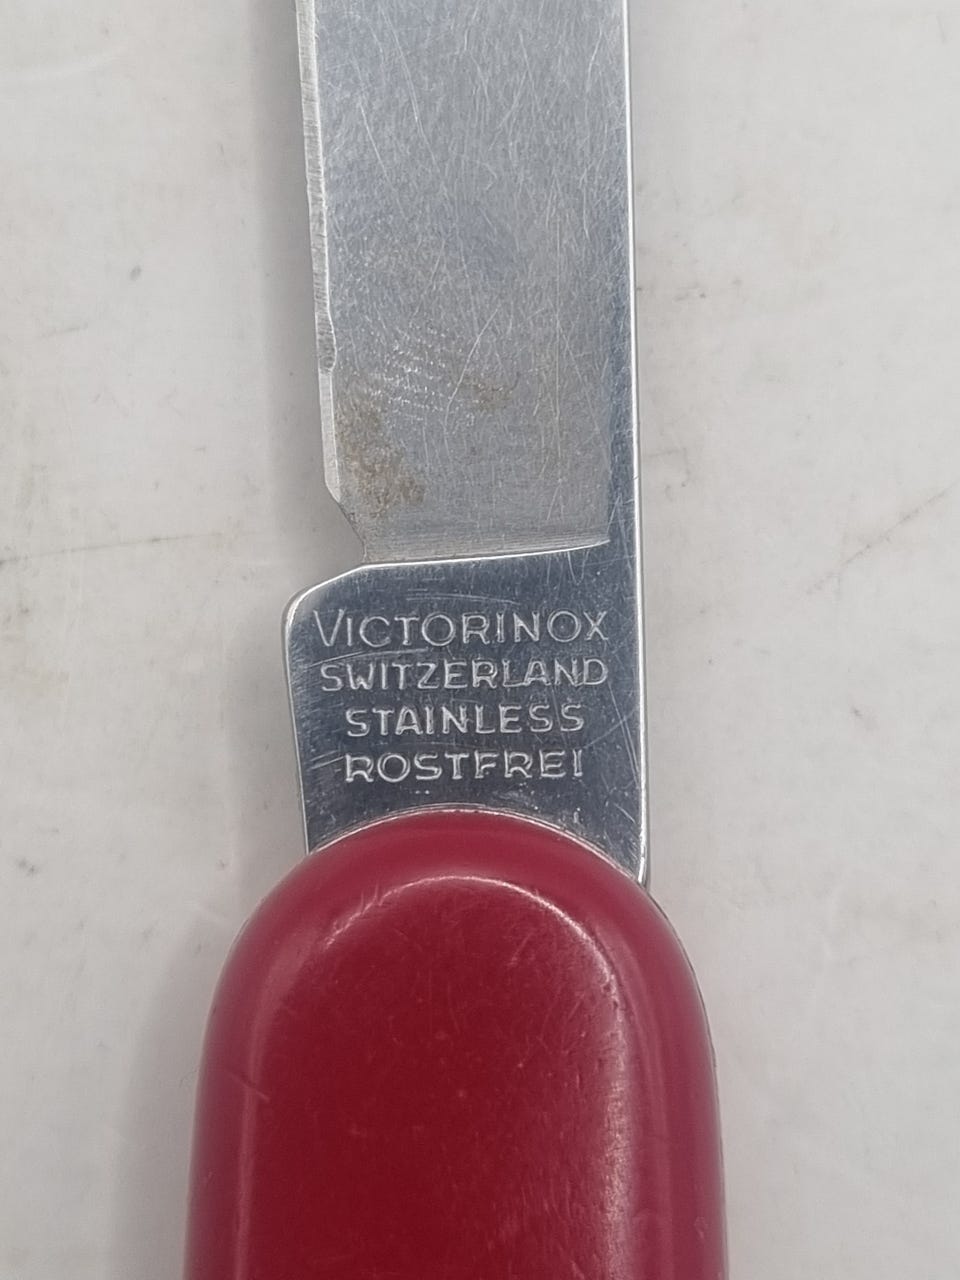 VICTORINOX
SWITZERLAND
STAINLESS
ROSTFREI